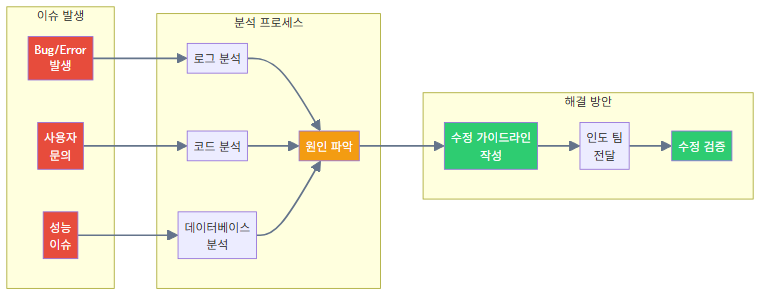 이슈 발생
Bug/Error
발생
사용자
문의
성능
이슈
분석 프로세스
로그 분석
코드 분석
데이터베이스
분석
원인 파악
해결 방안
수정 가이드라인
작성
인도 팀
전달
수정 검증